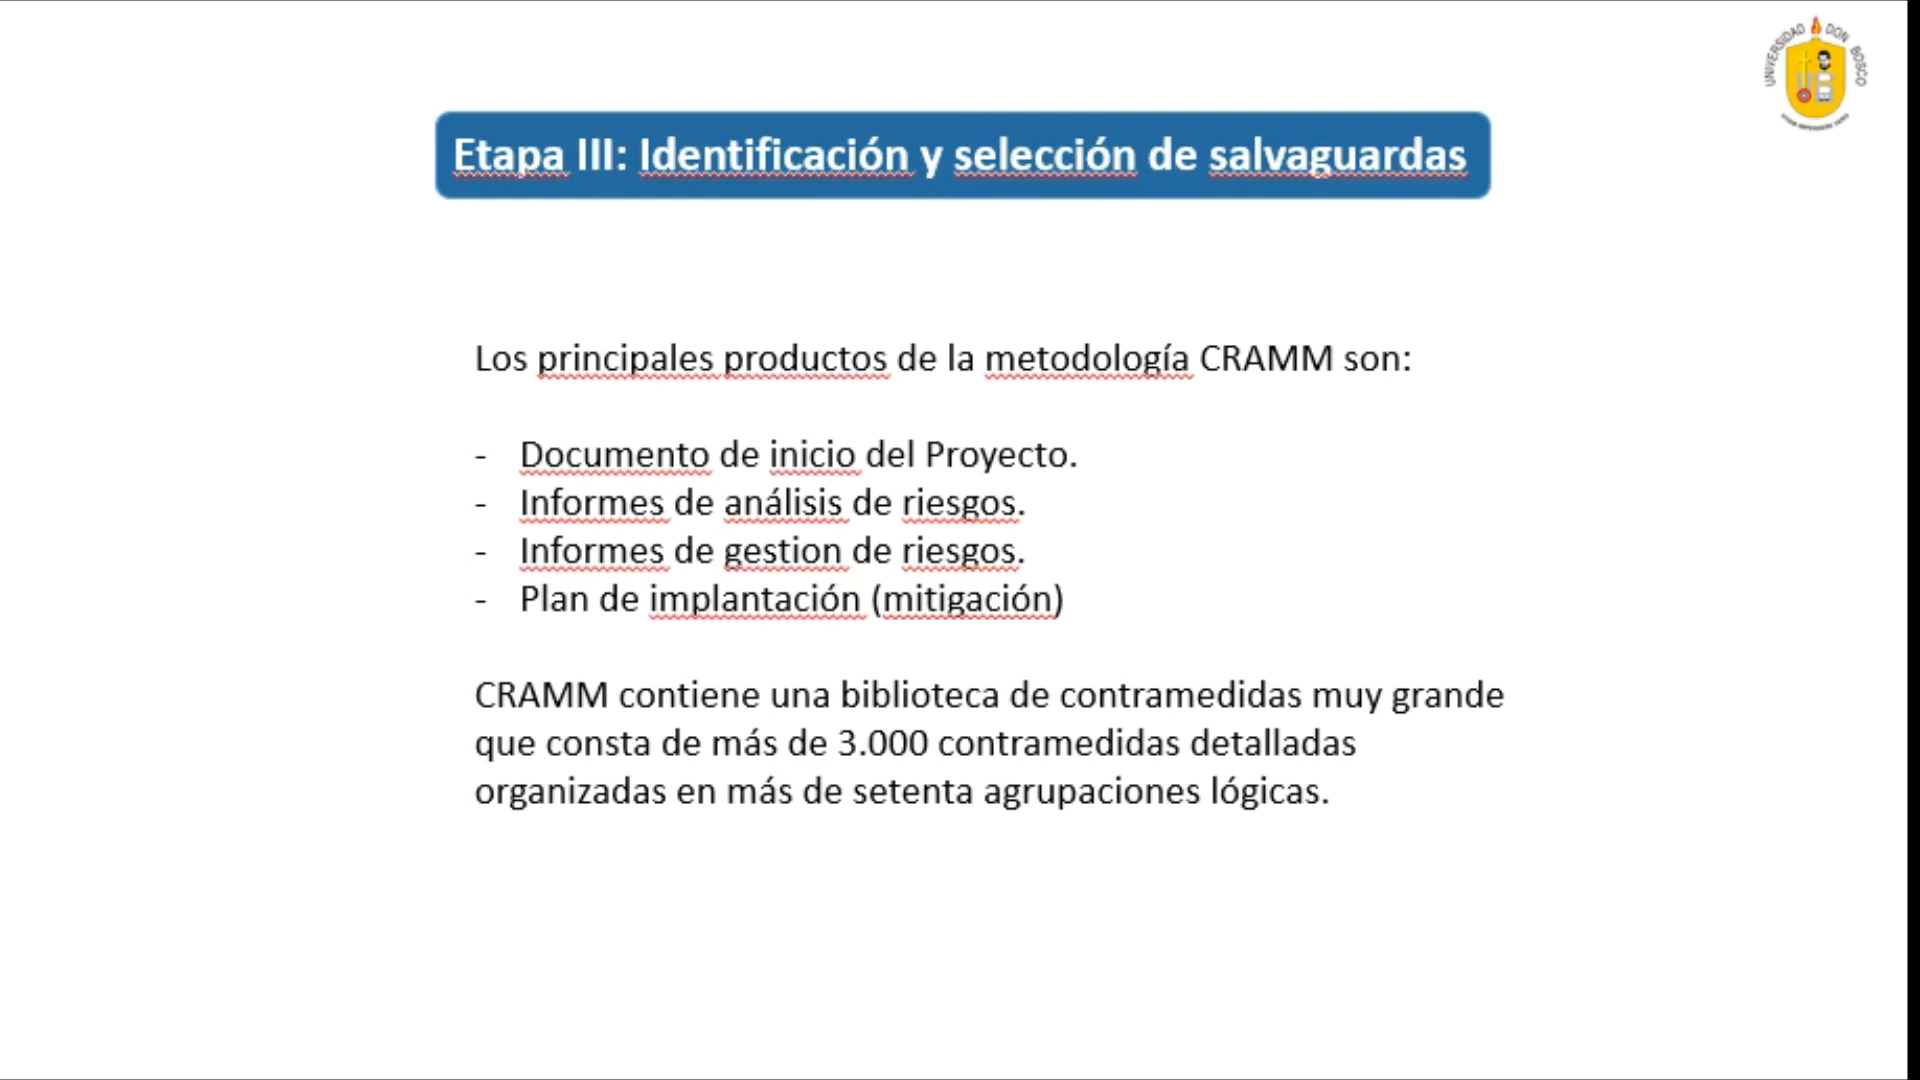 UNIVERSIDAD DON BOSCO
Etapa III: Identificación y selección de salvaguardas
Los principales productos de la metodología CRAMM son:
- Documento de inicio del Proyecto.
- Informes de análisis de riesgos.
- Informes de gestion de riesgos.
- Plan de implantación (mitigación)
CRAMM contiene una biblioteca de contramedidas muy grande
que consta de más de 3.000 contramedidas detalladas
organizadas en más de setenta agrupaciones lógicas.